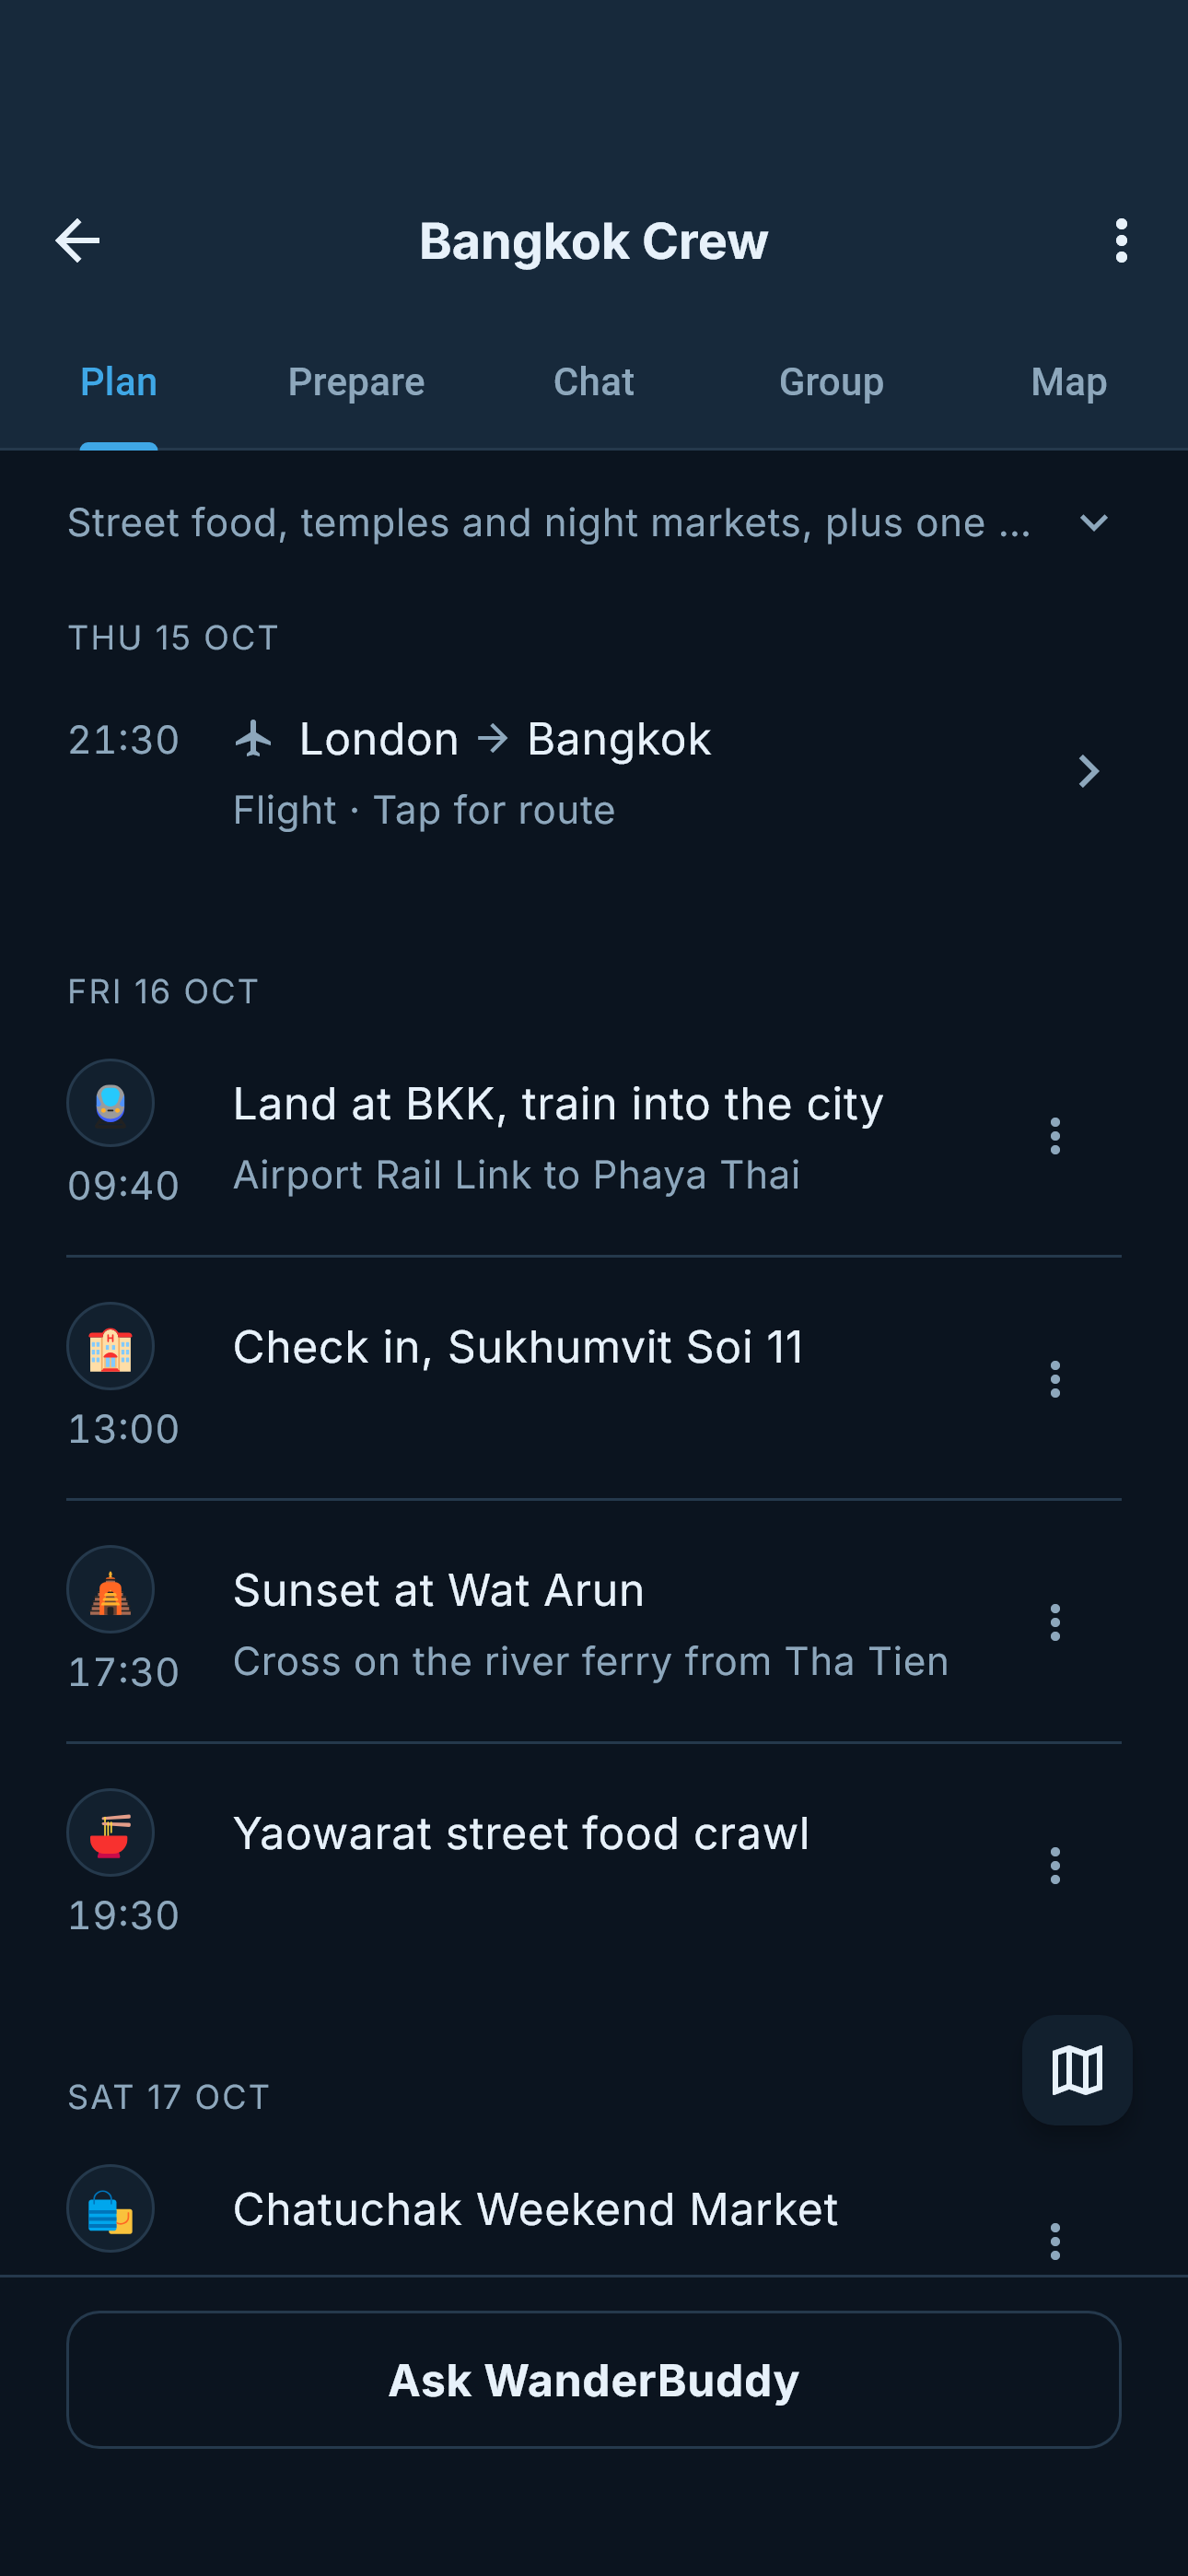 Bangkok Crew
Plan Prepare Chat Group Map
Street food, temples and night markets, plus one ...
THU 15 OCT
21:30 London → Bangkok
Flight · Tap for route
FRI 16 OCT
Land at BKK, train into the city
Airport Rail Link to Phaya Thai
09:40
Check in, Sukhumvit Soi 11
13:00
Sunset at Wat Arun
Cross on the river ferry from Tha Tien
17:30
Yaowarat street food crawl
19:30
SAT 17 OCT
Chatuchak Weekend Market
Ask WanderBuddy